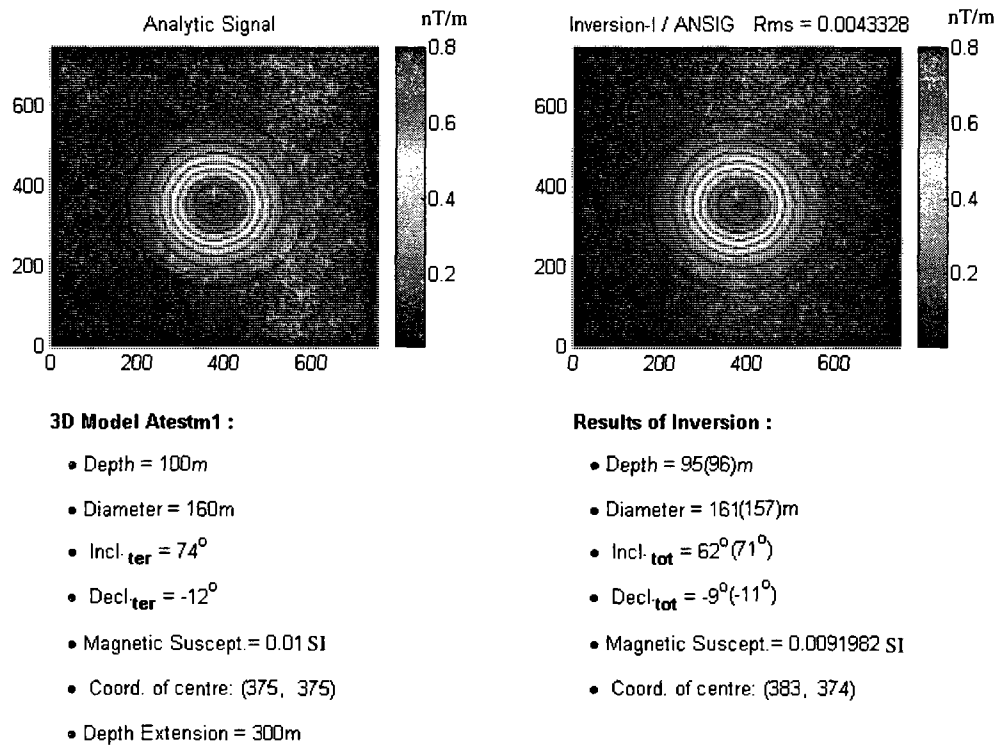 Analytic Signal
nT/m
Inversion-I / ANSIG Rms = 0.0043328
nT/m
0.8
0.6
0.4
0.2
600
400
200
0
0 200 400 600
0.8
0.6
0.4
0.2
600
400
200
0
0 200 400 600
3D Model Atestm1 :
• Depth = 100m
• Diameter = 160m
• Incl.ter = 74°
• Decl.ter = -12°
• Magnetic Suscept.= 0.01 SI
• Coord. of centre: (375, 375)
• Depth Extension = 300m
Results of Inversion :
• Depth = 95(96)m
• Diameter = 161(157)m
• Incl.tot = 62°(71°)
• Decl.tot = -9°(-11°)
• Magnetic Suscept.= 0.0091982 SI
• Coord. of centre: (383, 374)